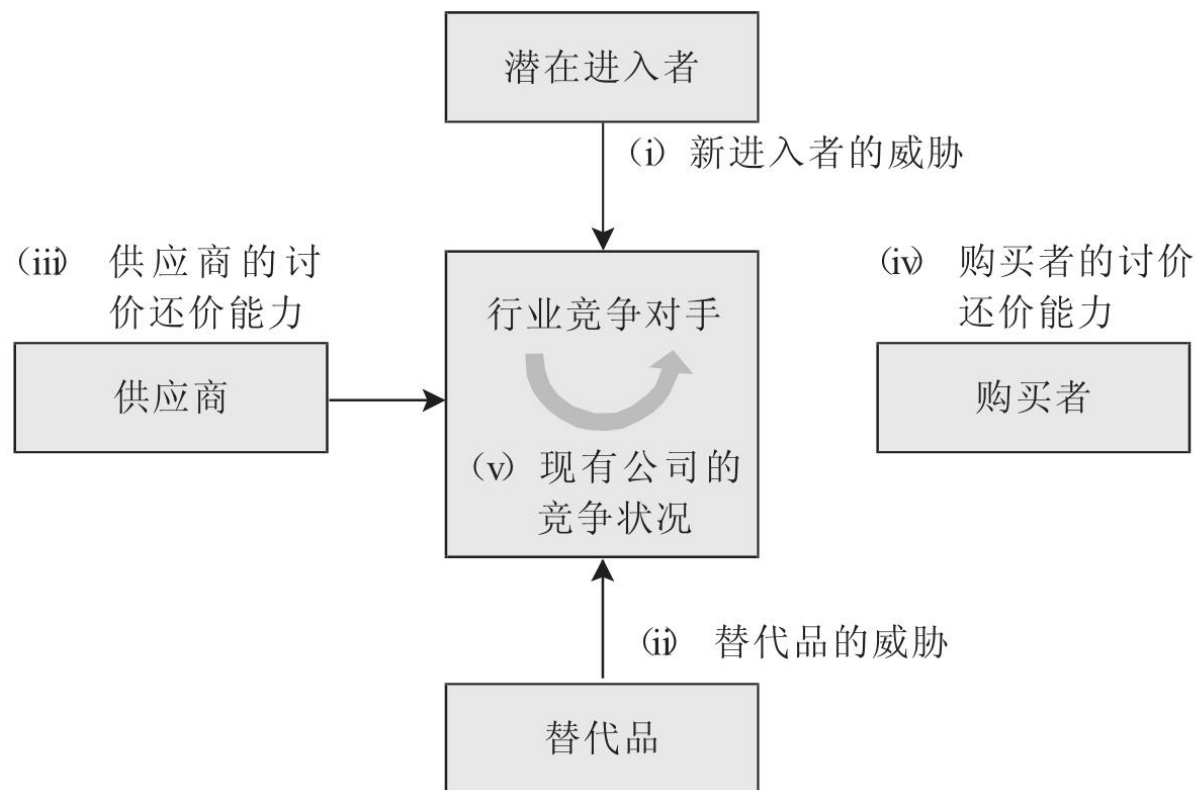 潜在进入者
(i) 新进入者的威胁
(iii) 供应商的讨
价还价能力
供应商
行业竞争对手
(v) 现有公司的
竞争状况
(iv) 购买者的讨价
还价能力
购买者
(ii) 替代品的威胁
替代品